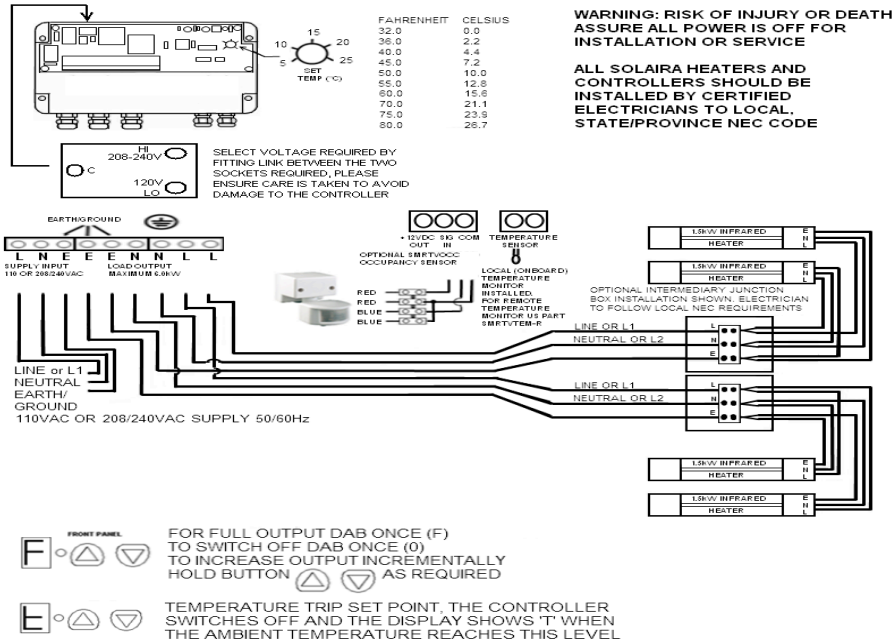 WARNING: RISK OF INJURY OR DEATH
ASSURE ALL POWER IS OFF FOR
INSTALLATION OR SERVICE
ALL SOLAIRA HEATERS AND
CONTROLLERS SHOULD BE
INSTALLED BY CERTIFIED
ELECTRICIANS TO LOCAL,
STATE/PROVINCE NEC CODE
5 10 15 20 25
SET
TEMP (°C)
FAHRENHEIT CELSIUS
32.0 0.0
36.0 2.2
40.0 4.4
45.0 7.2
50.0 10.0
55.0 12.8
60.0 15.6
70.0 21.1
75.0 23.9
80.0 26.7
HI
208-240V
C
120V
LO
SELECT VOLTAGE REQUIRED BY
FITTING LINK BETWEEN THE TWO
SOCKETS REQUIRED, PLEASE
ENSURE CARE IS TAKEN TO AVOID
DAMAGE TO THE CONTROLLER
EARTH/GROUND
L N E E E E N N L L
SUPPLY INPUT
110 OR 208/240VAC
LOAD OUTPUT
MAXIMUM 6.0KW
+12VDC SIG COM
OUT IN
TEMPERATURE
SENSOR
OPTIONAL SMRTVOCC
OCCUPANCY SENSOR
LOCAL (ONBOARD)
TEMPERATURE
MONITOR
INSTALLED.
FOR REMOTE
TEMPERATURE
MONITOR US PART
SMRTVTEM-R
RED
RED
BLUE
BLUE
1.5KW INFRARED
HEATER
E
N
L
1.5KW INFRARED
HEATER
E
N
L
OPTIONAL INTERMEDIARY JUNCTION
BOX INSTALLATION SHOWN. ELECTRICIAN
TO FOLLOW LOCAL NEC REQUIREMENTS
LINE OR L1
NEUTRAL OR L2
L
N
E
LINE OR L1
NEUTRAL OR L2
L
N
E
LINE or L1
NEUTRAL
EARTH/
GROUND
110VAC OR 208/240VAC SUPPLY 50/60Hz
1.5KW INFRARED
HEATER
E
N
L
1.5KW INFRARED
HEATER
E
N
L
FRONT PANEL
F
FOR FULL OUTPUT DAB ONCE (F)
TO SWITCH OFF DAB ONCE (0)
TO INCREASE OUTPUT INCREMENTALLY
HOLD BUTTON AS REQUIRED
t
TEMPERATURE TRIP SET POINT, THE CONTROLLER
SWITCHES OFF AND THE DISPLAY SHOWS 'T' WHEN
THE AMBIENT TEMPERATURE REACHES THIS LEVEL